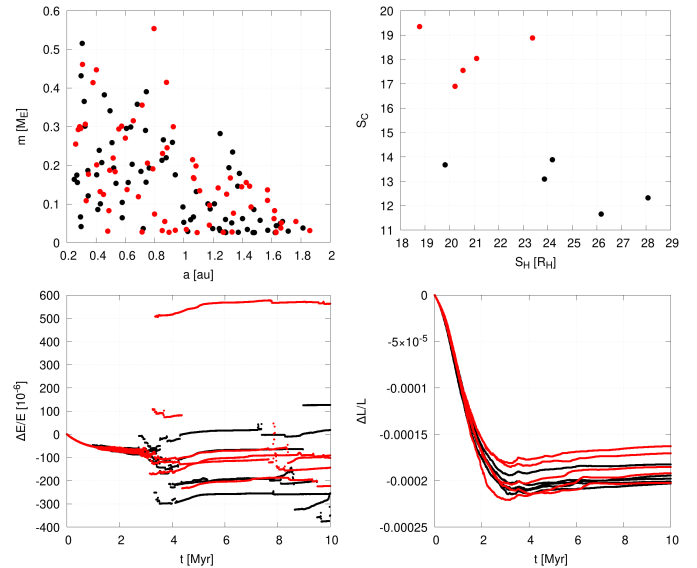 0.6
0.5
0.4
0.3
0.2
0.1
0
m [M_E]
0.2 0.4 0.6 0.8 1 1.2 1.4 1.6 1.8 2
a [au]
20
19
18
17
16
15
14
13
12
11
S_C
18 19 20 21 22 23 24 25 26 27 28 29
S_H [R_H]
600
500
400
300
200
100
0
-100
-200
-300
-400
ΔE/E [10^-6]
0 2 4 6 8 10
t [Myr]
0
-5×10^-5
-0.0001
-0.00015
-0.0002
-0.00025
ΔL/L
0 2 4 6 8 10
t [Myr]